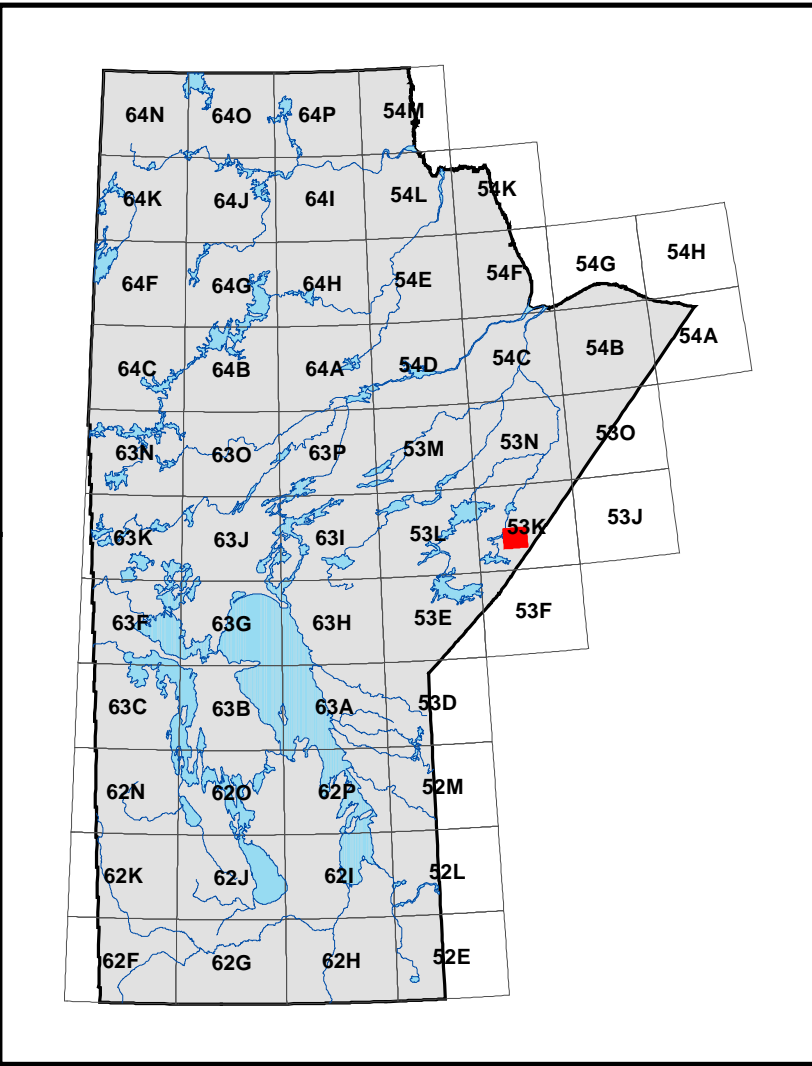 64N 64O 64P 54M
64K 64J 64I 54L 54K
64F 64G 64H 54E 54F 54G 54H
64C 64B 64A 54D 54C 54B 54A
63N 63O 63P 53M 53N 53O
63K 63J 63I 53L 53K 53J
63F 63G 63H 53E 53F
63C 63B 63A 53D
62N 62O 62P 52M
62K 62J 62I 52L
62F 62G 62H 52E